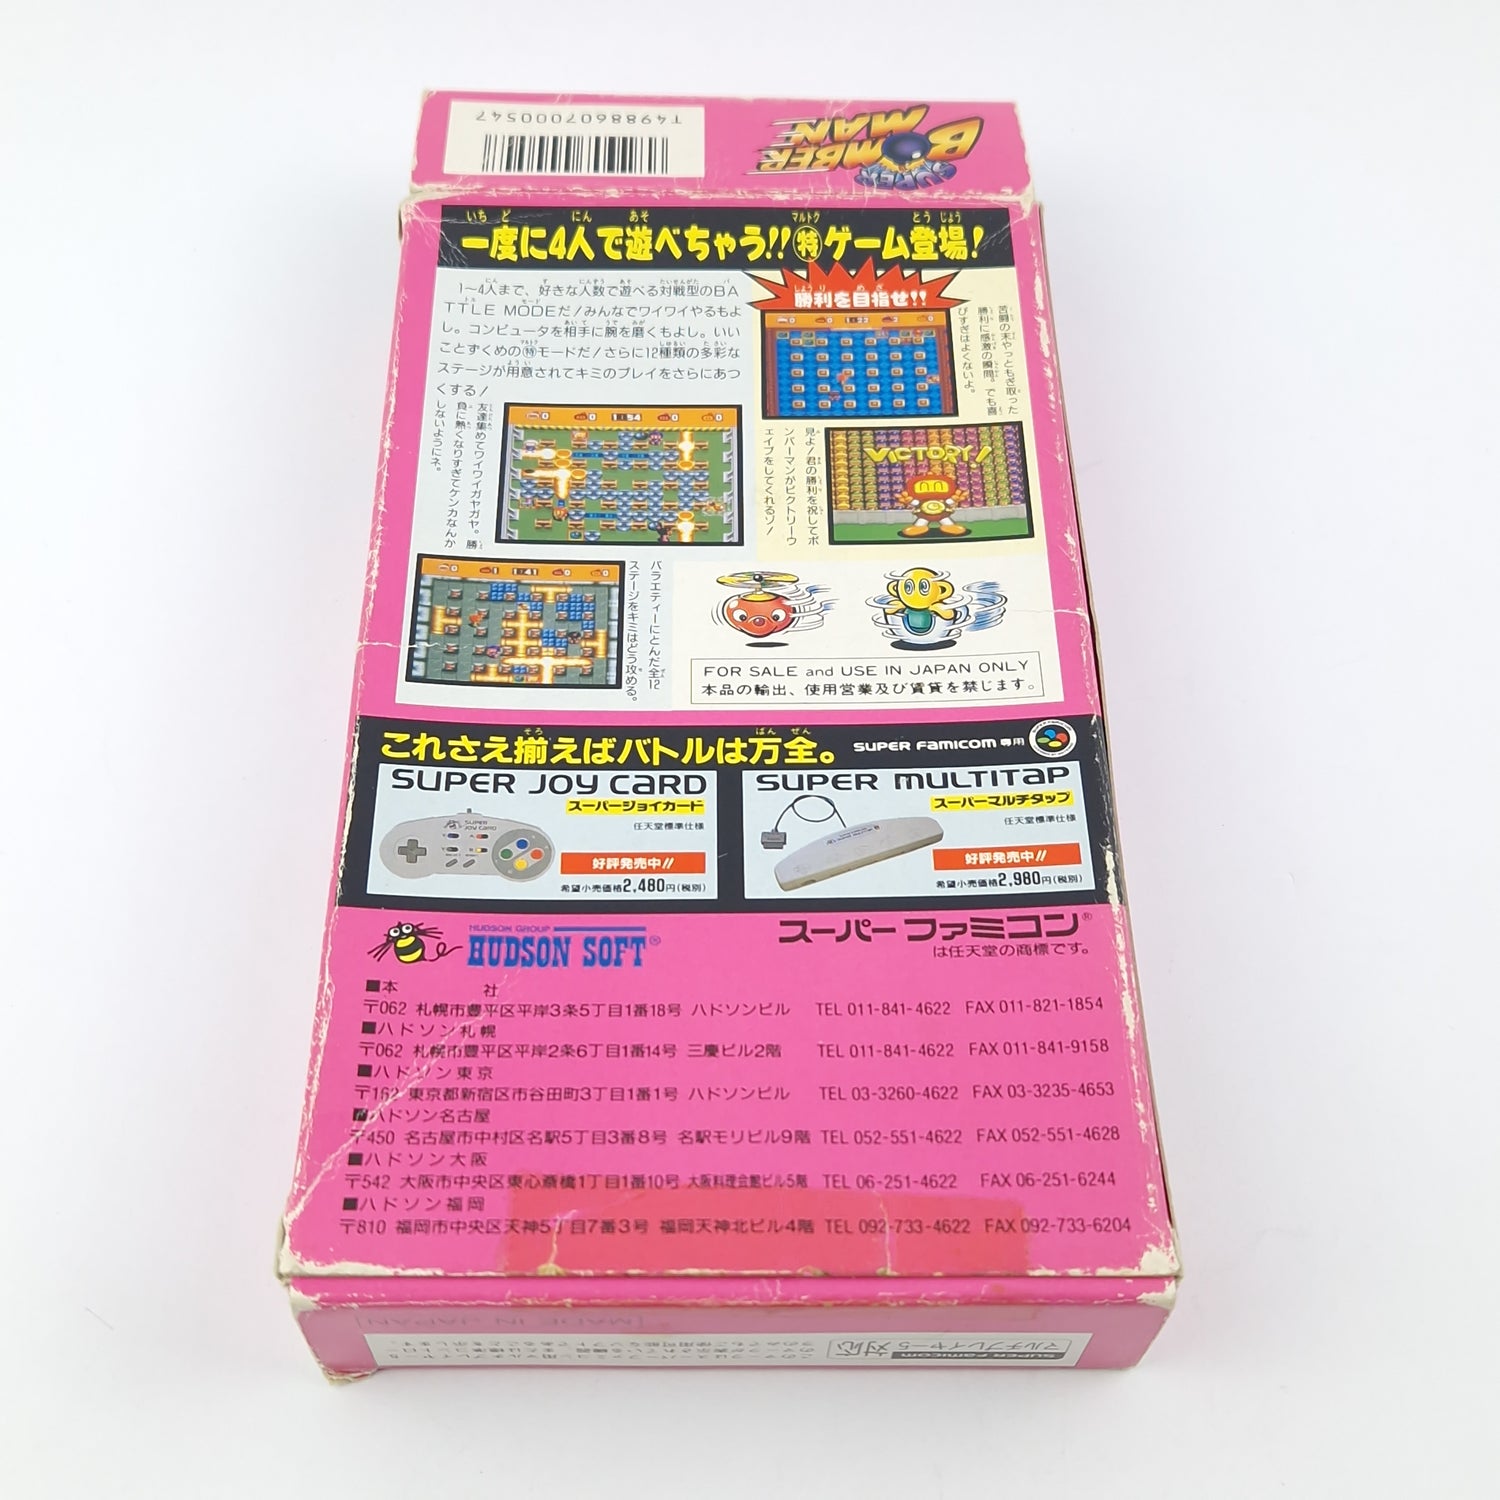 T4988607000547
SUPER
BOMBER
MAN
一度に4人で遊べちゃう!!特ゲーム登場!
1~4人まで、好きな人数で遊べる対戦型のBA
TTLE MODEだ!みんなでワイワイやるもよ
し。コンピュータを相手に腕を磨くもよし。いい
ことずくめの特モードだ!さらに12種類の多彩な
ステージが用意されてキミのプレイをさらにあつ
くする!
勝利を目指せ!!
苦闘の末やっともぎ取った
勝利に感激の瞬間。でも喜
びすぎはよくないよ。
友達集めてワイワイガヤガヤ。勝
負に熱くなりすぎてケンカなんか
しないようにネ。
1:54
見よ!君の勝利を祝してボ
ンバーマンがビクトリーウ
エイブをしてくれるゾ!
VICTORY!
1:41
バラエティーにとんだ全12
ステージをキミはどう攻める。
FOR SALE and USE IN JAPAN ONLY
本品の輸出、使用営業及び賃貸を禁じます。
これさえ揃えばバトルは万全。
SUPER FAMICOM 専用
SUPER JOY CARD
スーパージョイカード
任天堂標準仕様
好評発売中!!
希望小売価格2,480円(税別)
SUPER MULTITAP
スーパーマルチタップ
任天堂標準仕様
好評発売中!!
希望小売価格2,980円(税別)
HUDSON GROUP
HUDSON SOFT®
スーパーファミコン®
は任天堂の商標です。
■本 社
〒062 札幌市豊平区平岸3条5丁目1番18号 ハドソンビル TEL 011-841-4622 FAX 011-821-1854
■ハドソン札幌
〒062 札幌市豊平区平岸2条6丁目1番14号 三慶ビル2階 TEL 011-841-4622 FAX 011-841-9158
■ハドソン東京
〒162 東京都新宿区市谷田町3丁目1番1号 ハドソンビル TEL 03-3260-4622 FAX 03-3235-4653
■ハドソン名古屋
〒450 名古屋市中村区名駅5丁目3番8号 名駅モリビル9階 TEL 052-551-4622 FAX 052-551-4628
■ハドソン大阪
〒542 大阪市中央区東心斎橋1丁目1番10号 大阪料理会館ビル5階 TEL 06-251-4622 FAX 06-251-6244
■ハドソン福岡
〒810 福岡市中央区天神5丁目7番3号 福岡天神北ビル4階 TEL 092-733-4622 FAX 092-733-6204
[MADE IN JAPAN]
SUPER FAMICOM
マルチプレイヤー5 対応